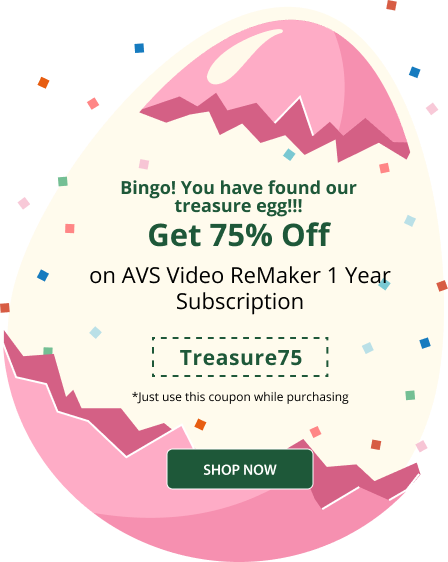 Bingo! You have found our
treasure egg!!!
Get 75% Off
on AVS Video ReMaker 1 Year
Subscription
Treasure75
*Just use this coupon while purchasing
SHOP NOW